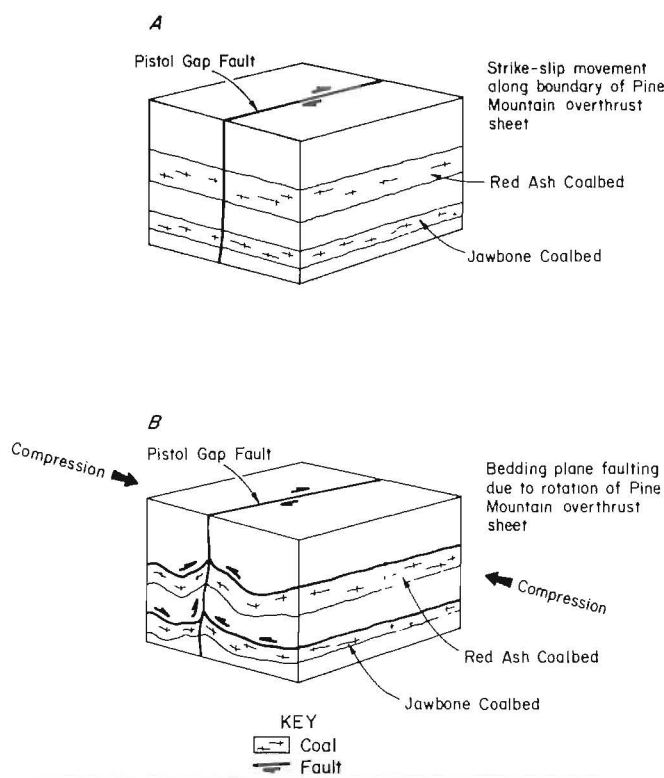 A
Pistol Gap Fault
Strike-slip movement
along boundary of Pine
Mountain overthrust
sheet
Red Ash Coalbed
Jawbone Coalbed
B
Compression
Pistol Gap Fault
Bedding plane faulting
due to rotation of Pine
Mountain overthrust
sheet
Compression
Red Ash Coalbed
Jawbone Coalbed
KEY
Coal
Fault